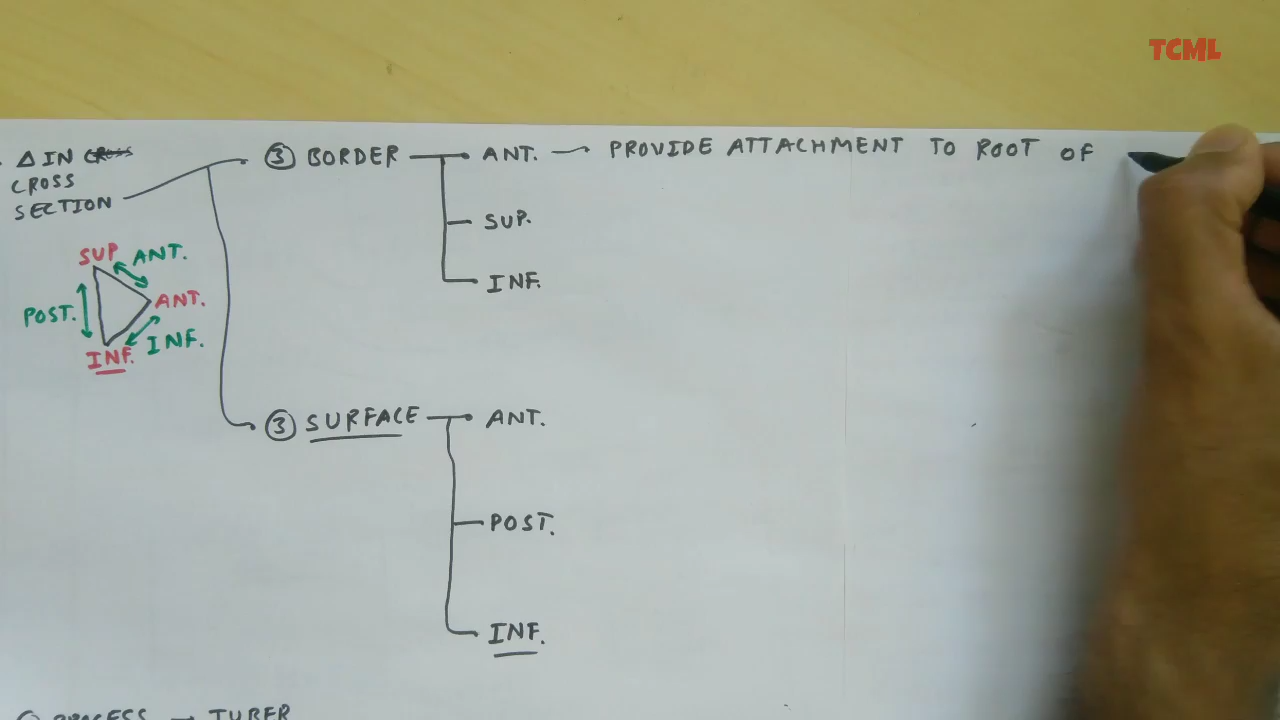 TCML
Δ IN
CROSS
SECTION
③ BORDER
ANT. → PROVIDE ATTACHMENT TO ROOT OF
SUP.
INF.
SUP ANT.
POST. ANT.
INF. INF.
③ SURFACE
ANT.
POST.
INF.
PROCESS → TUBER